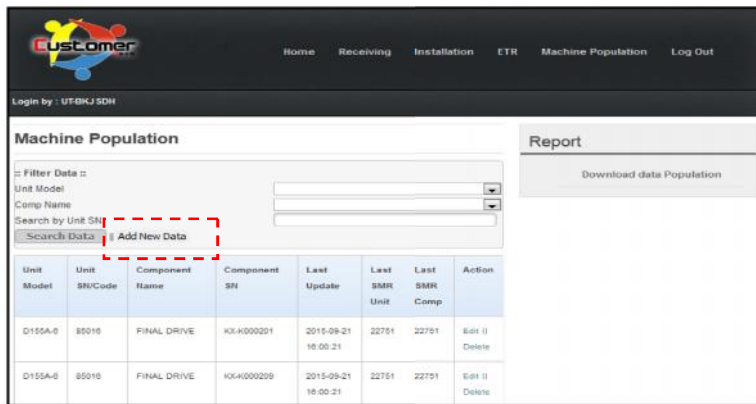 Customer
Home Receiving Installation ETR Machine Population Log Out
Login by : UT-BKJ SDH
Machine Population
Report
:: Filter Data ::
Download data Population
Unit Model
Comp Name
Search by Unit SN
Search Data || Add New Data
Unit Model Unit SN/Code Component Name Component SN Last Update Last SMR Unit Last SMR Comp Action
D155A-6 85016 FINAL DRIVE KX-K000201 2015-09-21 22751 22751 Edit ||
16:00:21 Delete
D155A-6 85016 FINAL DRIVE KX-K000209 2015-09-21 22751 22751 Edit ||
16:00:21 Delete